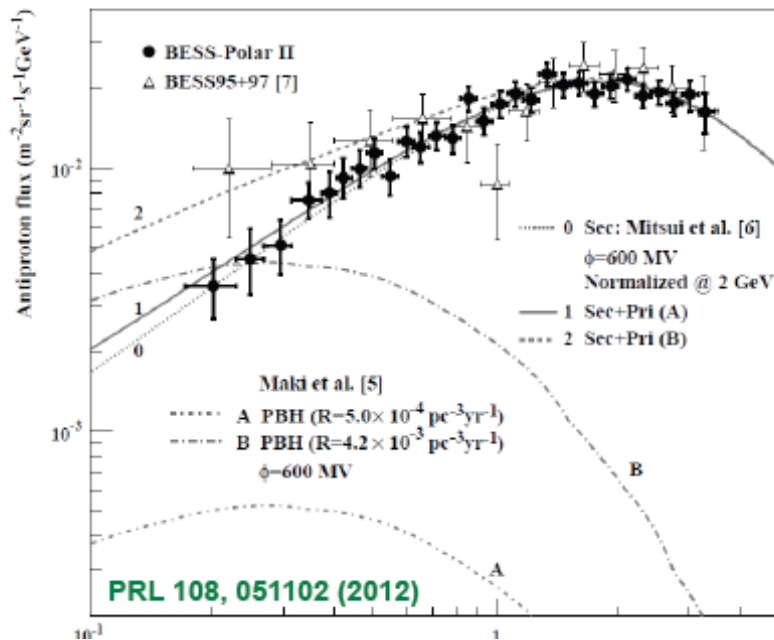 BESS-Polar II
BESS95+97 [7]
Antiproton flux (m⁻²sr⁻¹s⁻¹GeV⁻¹)
10⁻²
2
0 Sec: Mitsui et al. [6]
ϕ=600 MV
Normalized @ 2 GeV
1 Sec+Pri (A)
2 Sec+Pri (B)
1
0
Maki et al. [5]
A PBH (R=5.0×10⁻⁴ pc⁻³yr⁻¹)
B PBH (R=4.2×10⁻³ pc⁻³yr⁻¹)
ϕ=600 MV
10⁻³
B
A
PRL 108, 051102 (2012)
10⁻¹
1